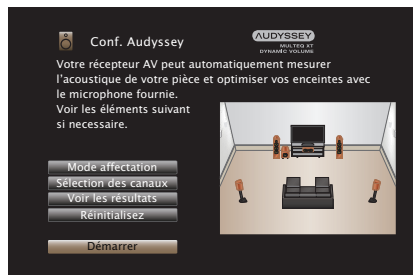 Conf. Audyssey
AUDYSSEY
MULTEQ XT
DYNAMIC VOLUME
Votre récepteur AV peut automatiquement mesurer
l'acoustique de votre pièce et optimiser vos enceintes avec
le microphone fournie.
Voir les éléments suivant
si necessaire.
Mode affectation
Sélection des canaux
Voir les résultats
Réinitialisez
Démarrer